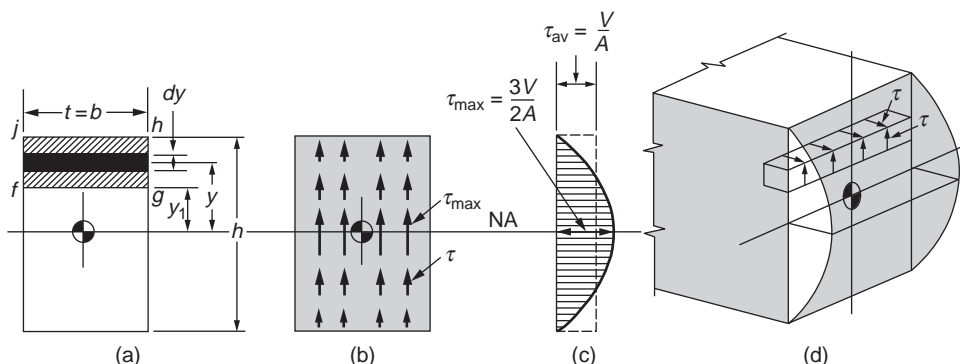 t = b
dy
j
h
f
g
y1
y
h
(a)
τmax
τ
NA
(b)
τav = V/A
τmax = 3V/2A
(c)
τ
τ
(d)